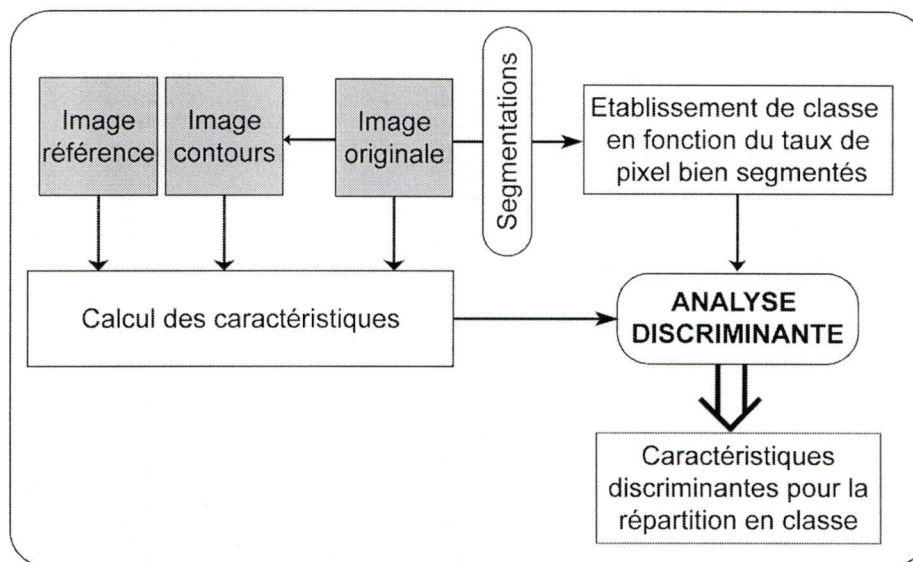 Image
référence
Image
contours
Image
originale
Segmentations
Etablissement de classe
en fonction du taux de
pixel bien segmentés
Calcul des caractéristiques
ANALYSE
DISCRIMINANTE
Caractéristiques
discriminantes pour la
répartition en classe